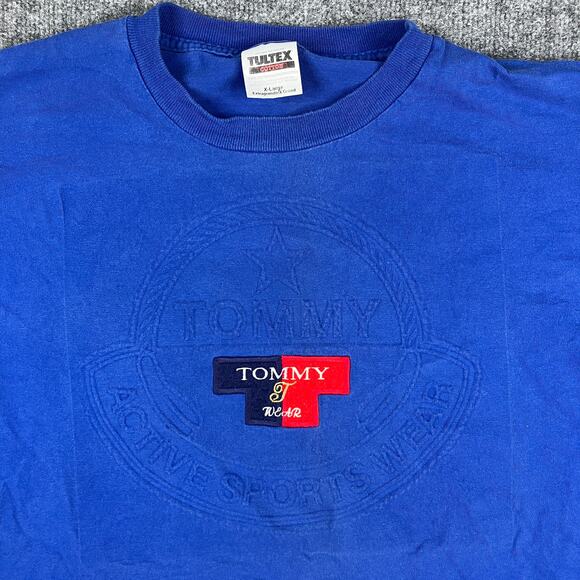 TULTEX
X-Large
TOMMY
TOMMY
T
WEAR
ACTIVE SPORTS WEAR